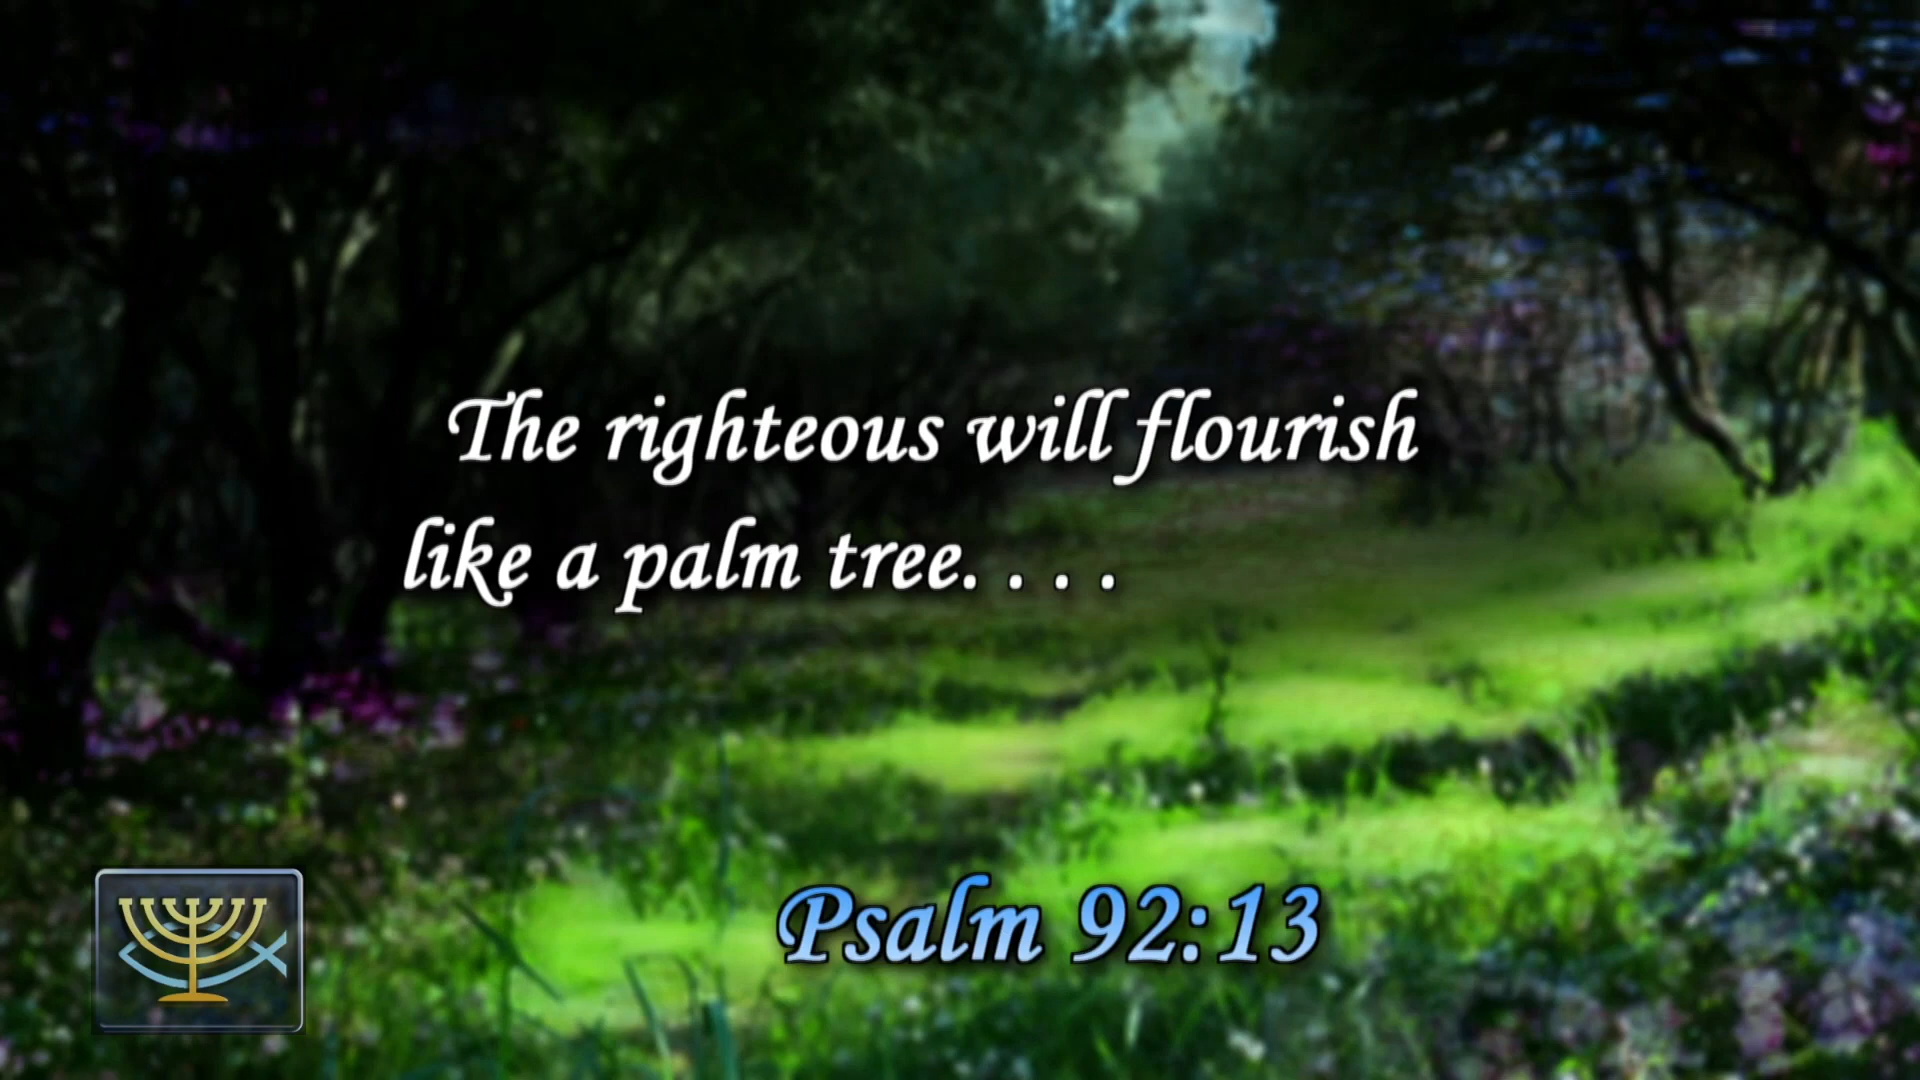 The righteous will flourish
like a palm tree. . . .
Psalm 92:13